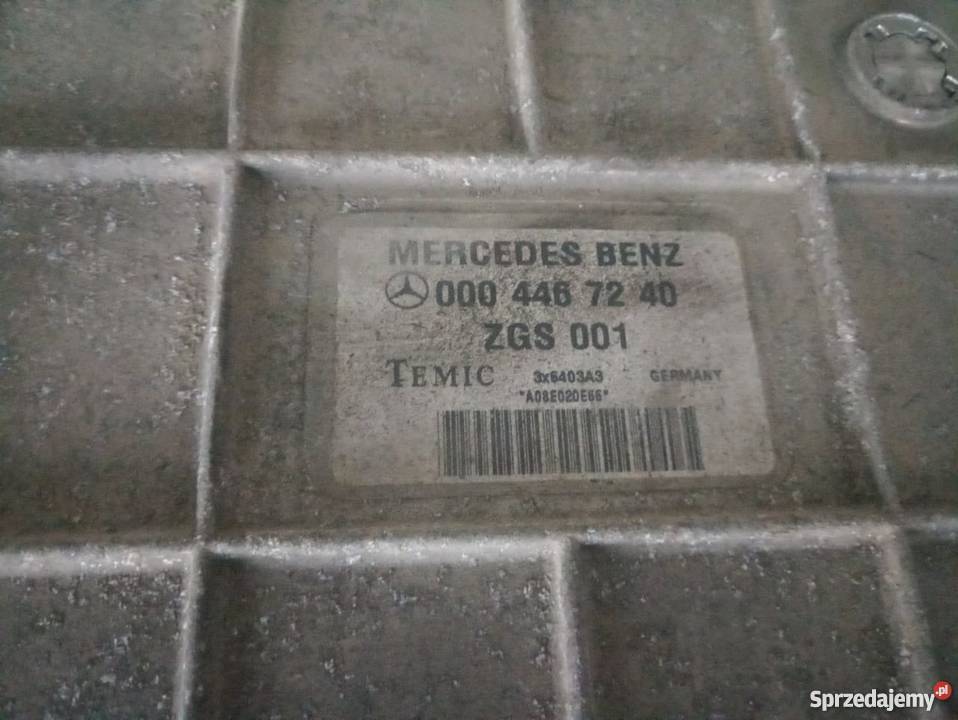 MERCEDES BENZ
000 446 72 40
ZGS 001
TEMIC 3x6403A3 GERMANY
*A08E020E66*
Sprzedajemy.pl